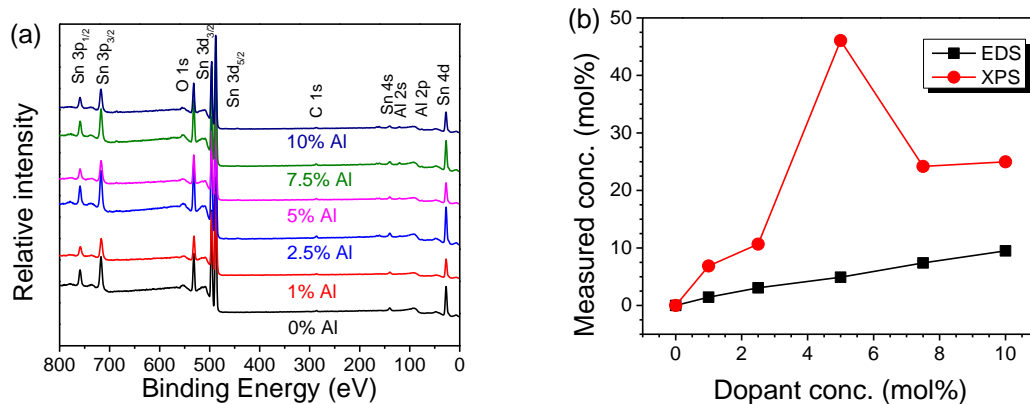 (a)
Sn 3p1/2
Sn 3p3/2
O 1s
Sn 3d3/2
Sn 3d5/2
C 1s
Sn 4s
Al 2s
Al 2p
Sn 4d
10% Al
7.5% Al
5% Al
2.5% Al
1% Al
0% Al
Relative intensity
800 700 600 500 400 300 200 100 0
Binding Energy (eV)
(b)
50
40
30
20
10
0
EDS
XPS
Measured conc. (mol%)
0 2 4 6 8 10
Dopant conc. (mol%)